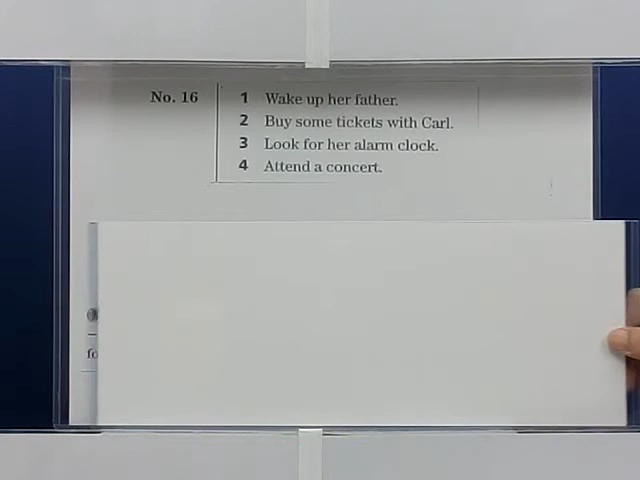 No. 16
1 Wake up her father.
2 Buy some tickets with Carl.
3 Look for her alarm clock.
4 Attend a concert.
fo